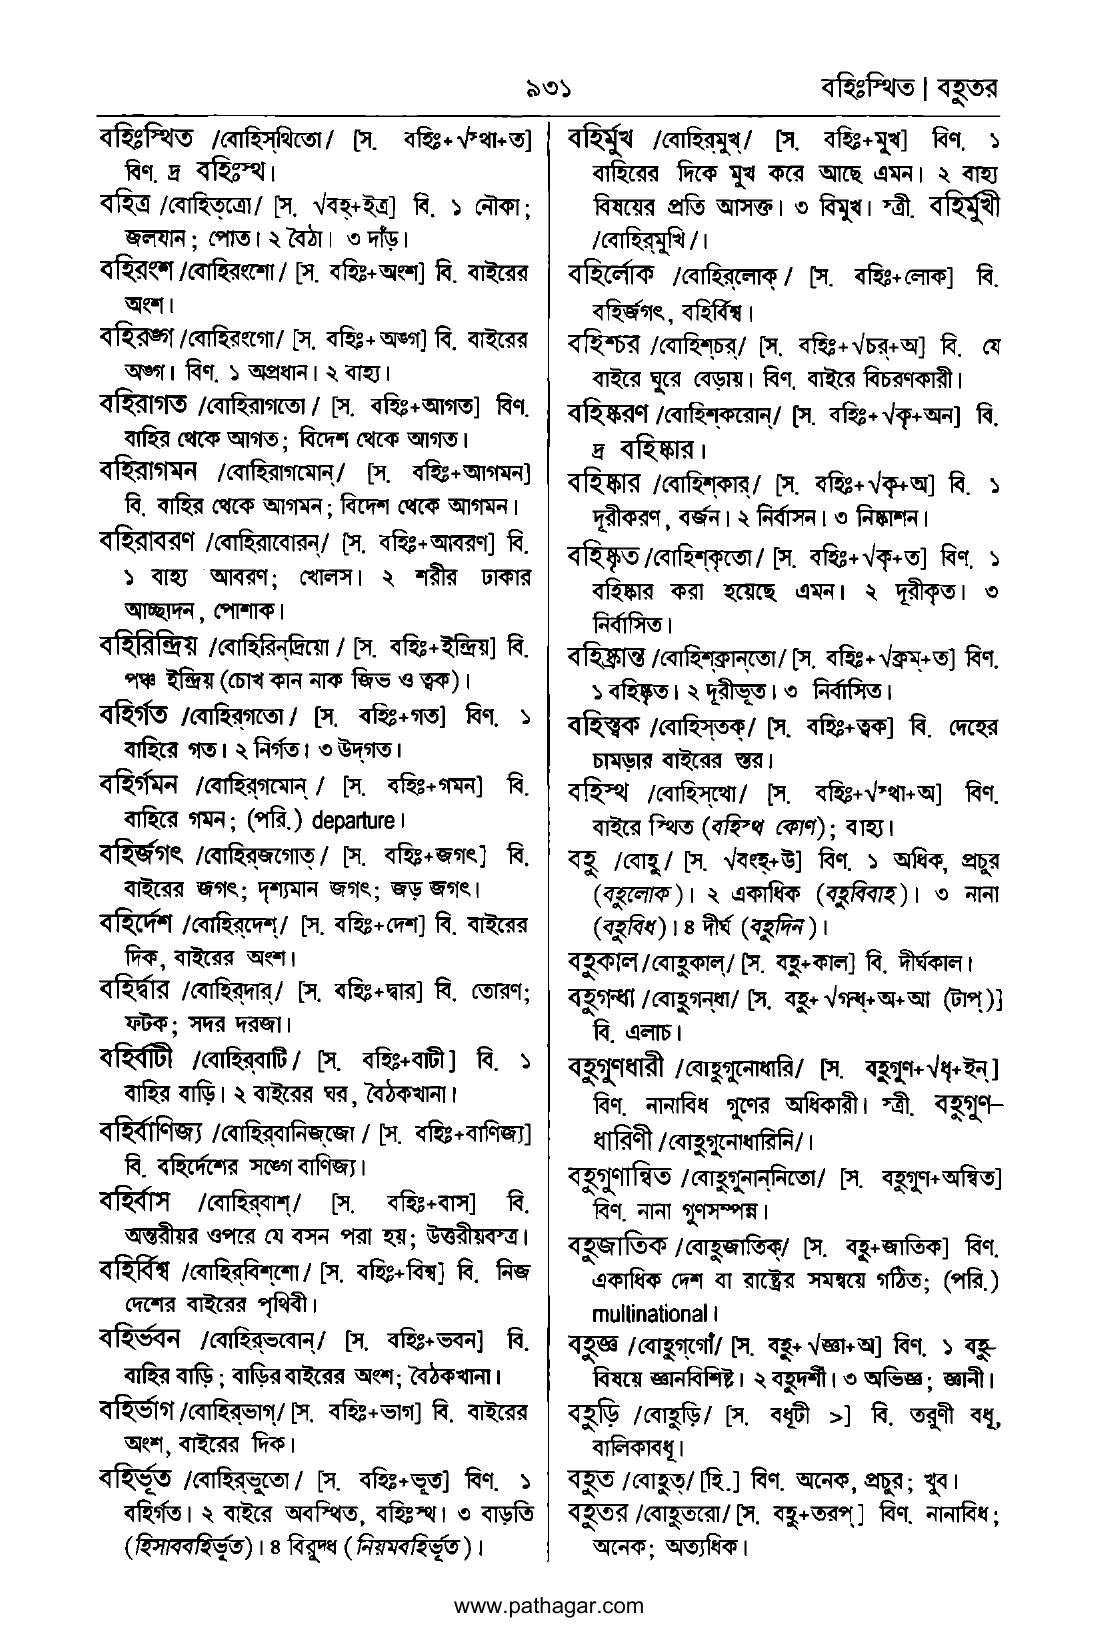 ৯৩১
বহিঃস্থিত | বহুতর
বহিঃস্থিত /বোহিস্‌থিতো/ [স. বহিঃ+√স্থা+ত]
বিণ. দ্র বহিঃস্থ।
বহিত্র /বোহিত্‌ত্রো/ [স. √বহ্‌+ইত্র] বি. ১ নৌকা;
জলযান; পোত। ২ বৈঠা। ৩ দাঁড়।
বহিরংশ /বোহিরংশো/ [স. বহিঃ+অংশ] বি. বাইরের
অংশ।
বহিরঙ্গ /বোহিরংগো/ [স. বহিঃ+অঙ্গ] বি. বাইরের
অঙ্গ। বিণ. ১ অপ্রধান। ২ বাহ্য।
বহিরাগত /বোহিরাগতো/ [স. বহিঃ+আগত] বিণ.
বাহির থেকে আগত; বিদেশ থেকে আগত।
বহিরাগমন /বোহিরাগমোন্‌/ [স. বহিঃ+আগমন]
বি. বাহির থেকে আগমন; বিদেশ থেকে আগমন।
বহিরাবরণ /বোহিরাবোরন্‌/ [স. বহিঃ+আবরণ] বি.
১ বাহ্য আবরণ; খোলস। ২ শরীর ঢাকার
আচ্ছাদন, পোশাক।
বহিরিন্দ্রিয় /বোহিরিন্‌দ্রিয়ো/ [স. বহিঃ+ইন্দ্রিয়] বি.
পঞ্চ ইন্দ্রিয় (চোখ কান নাক জিভ ও ত্বক)।
বহির্গত /বোহির্‌গতো/ [স. বহিঃ+গত] বিণ. ১
বাহিরে গত। ২ নির্গত। ৩ উদ্‌গত।
বহির্গমন /বোহির্‌গমোন্‌/ [স. বহিঃ+গমন] বি.
বাহিরে গমন; (পরি.) departure।
বহির্জগৎ /বোহির্‌জগোত্‌/ [স. বহিঃ+জগৎ] বি.
বাইরের জগৎ; দৃশ্যমান জগৎ; জড় জগৎ।
বহির্দেশ /বোহির্‌দেশ্‌/ [স. বহিঃ+দেশ] বি. বাইরের
দিক, বাইরের অংশ।
বহির্দ্বার /বোহির্‌দার্‌/ [স. বহিঃ+দ্বার] বি. তোরণ;
ফটক; সদর দরজা।
বহির্বাটী /বোহির্‌বাটি/ [স. বহিঃ+বাটী] বি. ১
বাহির বাড়ি। ২ বাইরের ঘর, বৈঠকখানা।
বহির্বাণিজ্য /বোহির্‌বানিজ্‌জো/ [স. বহিঃ+বাণিজ্য]
বি. বহির্দেশের সঙ্গে বাণিজ্য।
বহির্বাস /বোহির্‌বাশ্‌/ [স. বহিঃ+বাস] বি.
অন্তরীয়র ওপরে যে বসন পরা হয়; উত্তরীয়বস্ত্র।
বহির্বিশ্ব /বোহির্‌বিশ্‌শো/ [স. বহিঃ+বিশ্ব] বি. নিজ
দেশের বাইরের পৃথিবী।
বহির্ভবন /বোহির্‌ভবোন্‌/ [স. বহিঃ+ভবন] বি.
বাহির বাড়ি; বাড়ির বাইরের অংশ; বৈঠকখানা।
বহির্ভাগ /বোহির্‌ভাগ্‌/ [স. বহিঃ+ভাগ] বি. বাইরের
অংশ, বাইরের দিক।
বহির্ভূত /বোহির্‌ভুতো/ [স. বহিঃ+ভূত] বিণ. ১
বহির্গত। ২ বাইরে অবস্থিত, বহিঃস্থ। ৩ বাড়তি
(হিসাববহির্ভূত)। ৪ বিরুদ্ধ (নিয়মবহির্ভূত)।
বহির্মুখ /বোহির্‌মুখ্‌/ [স. বহিঃ+মুখ] বিণ. ১
বাহিরের দিকে মুখ করে আছে এমন। ২ বাহ্য
বিষয়ের প্রতি আসক্ত। ৩ বিমুখ। স্ত্রী. বহির্মুখী
/বোহির্‌মুখি/।
বহির্লোক /বোহির্‌লোক্‌/ [স. বহিঃ+লোক] বি.
বহির্জগৎ, বহির্বিশ্ব।
বহিশ্চর /বোহিশ্‌চর্‌/ [স. বহিঃ+√চর্‌+অ] বি. যে
বাইরে ঘুরে বেড়ায়। বিণ. বাইরে বিচরণকারী।
বহিষ্করণ /বোহিশ্‌করোন্‌/ [স. বহিঃ+√কৃ+অন] বি.
দ্র বহিষ্কার।
বহিষ্কার /বোহিশ্‌কার্‌/ [স. বহিঃ+√কৃ+অ] বি. ১
দূরীকরণ, বর্জন। ২ নির্বাসন। ৩ নিষ্কাশন।
বহিষ্কৃত /বোহিশ্‌কৃতো/ [স. বহিঃ+√কৃ+ত] বিণ. ১
বহিষ্কার করা হয়েছে এমন। ২ দূরীকৃত। ৩
নির্বাসিত।
বহিষ্ক্রান্ত /বোহিশ্‌ক্রান্‌তো/ [স. বহিঃ+√ক্রম্‌+ত] বিণ.
১ বহিষ্কৃত। ২ দূরীভূত। ৩ নির্বাসিত।
বহিস্ত্বক /বোহিস্‌তক্‌/ [স. বহিঃ+ত্বক] বি. দেহের
চামড়ার বাইরের স্তর।
বহিস্থ /বোহিস্‌থো/ [স. বহিঃ+√স্থা+অ] বিণ.
বাইরে স্থিত (বহিস্থ কোণ); বাহ্য।
বহু /বোহু/ [স. √বংহ্‌+উ] বিণ. ১ অধিক, প্রচুর
(বহুলোক)। ২ একাধিক (বহুবিবাহ)। ৩ নানা
(বহুবিধ)। ৪ দীর্ঘ (বহুদিন)।
বহুকাল /বোহুকাল্‌/ [স. বহু+কাল] বি. দীর্ঘকাল।
বহুগন্ধা /বোহুগন্‌ধা/ [স. বহু+√গন্ধ্‌+অ+আ (টাপ্‌)]
বি. এলাচ।
বহুগুণধারী /বোহুগুনোধারি/ [স. বহুগুণ+√ধৃ+ইন্‌]
বিণ. নানাবিধ গুণের অধিকারী। স্ত্রী. বহুগুণ-
ধারিণী /বোহুগুনোধারিনি/।
বহুগুণান্বিত /বোহুগুনান্‌নিতো/ [স. বহুগুণ+অন্বিত]
বিণ. নানা গুণসম্পন্ন।
বহুজাতিক /বোহুজাতিক্‌/ [স. বহু+জাতিক] বিণ.
একাধিক দেশ বা রাষ্ট্রের সমন্বয়ে গঠিত; (পরি.)
mullinational।
বহুজ্ঞ /বোহুগ্‌গোঁ/ [স. বহু+√জ্ঞা+অ] বিণ. ১ বহু-
বিষয়ে জ্ঞানবিশিষ্ট। ২ বহুদর্শী। ৩ অভিজ্ঞ; জ্ঞানী।
বহুড়ি /বোহুড়ি/ [স. বধূটী >] বি. তরুণী বধূ,
বালিকাবধূ।
বহুত /বোহুত্‌/ [হি.] বিণ. অনেক, প্রচুর; খুব।
বহুতর /বোহুতরো/ [স. বহু+তরপ্‌] বিণ. নানাবিধ;
অনেক; অত্যধিক।
www.pathagar.com